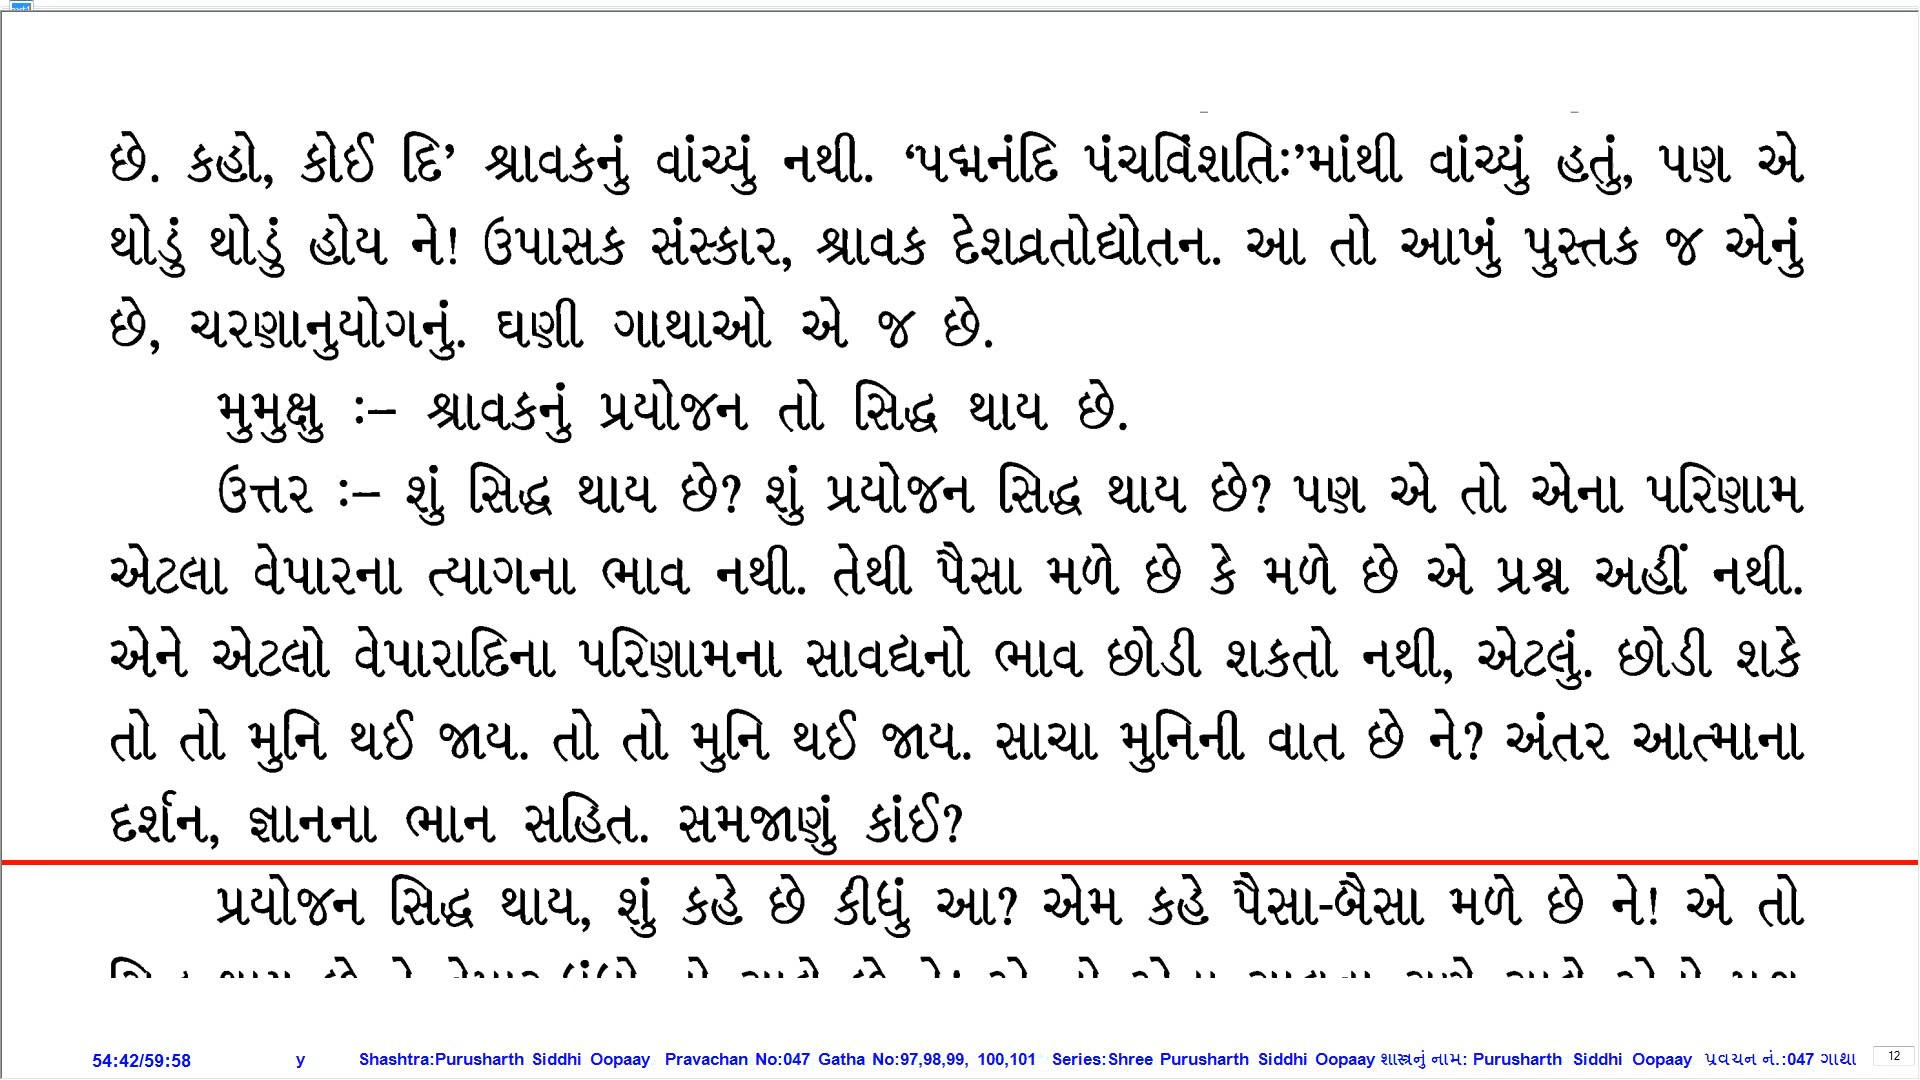 છે. કહો, કોઈ દિ’ શ્રાવકનું વાંચ્યું નથી. ‘પદ્મનંદિ પંચવિંશતિઃ’માંથી વાંચ્યું હતું, પણ એ
થોડું થોડું હોય ને! ઉપાસક સંસ્કાર, શ્રાવક દેશવ્રતોદ્યોતન. આ તો આખું પુસ્તક જ એનું
છે, ચરણાનુયોગનું. ઘણી ગાથાઓ એ જ છે.
મુમુક્ષુ :– શ્રાવકનું પ્રયોજન તો સિદ્ધ થાય છે.
ઉત્તર :– શું સિદ્ધ થાય છે? શું પ્રયોજન સિદ્ધ થાય છે? પણ એ તો એના પરિણામ
એટલા વેપારના ત્યાગના ભાવ નથી. તેથી પૈસા મળે છે કે મળે છે એ પ્રશ્ન અહીં નથી.
એને એટલો વેપારાદિના પરિણામના સાવદ્યનો ભાવ છોડી શકતો નથી, એટલું. છોડી શકે
તો તો મુનિ થઈ જાય. તો તો મુનિ થઈ જાય. સાચા મુનિની વાત છે ને? અંતર આત્માના
દર્શન, જ્ઞાનના ભાન સહિત. સમજાણું કાંઈ?
પ્રયોજન સિદ્ધ થાય, શું કહે છે કીધું આ? એમ કહે પૈસા-બૈસા મળે છે ને! એ તો
54:42/59:58 y Shashtra:Purusharth Siddhi Oopaay Pravachan No:047 Gatha No:97,98,99, 100,101 Series:Shree Purusharth Siddhi Oopaay શાસ્ત્રનું નામ: Purusharth Siddhi Oopaay પ્રવચન નં.:047 ગાથા 12